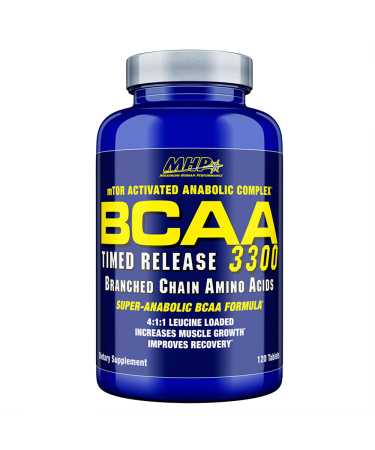 MHP
MAXIMUM HUMAN PERFORMANCE
mTOR ACTIVATED ANABOLIC COMPLEX
BCAA
TIMED RELEASE 3300
BRANCHED CHAIN AMINO ACIDS
SUPER-ANABOLIC BCAA FORMULA*
4:1:1 LEUCINE LOADED
INCREASES MUSCLE GROWTH*
IMPROVES RECOVERY*
Dietary Supplement 120 Tablets